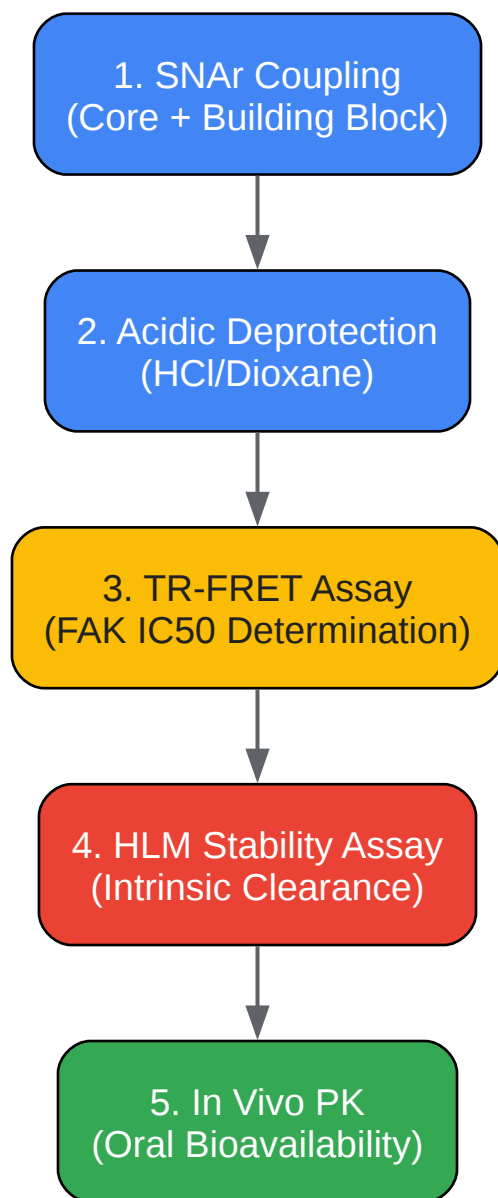 1. SNAr Coupling
(Core + Building Block)
2. Acidic Deprotection
(HCl/Dioxane)
3. TR-FRET Assay
(FAK IC50 Determination)
4. HLM Stability Assay
(Intrinsic Clearance)
5. In Vivo PK
(Oral Bioavailability)